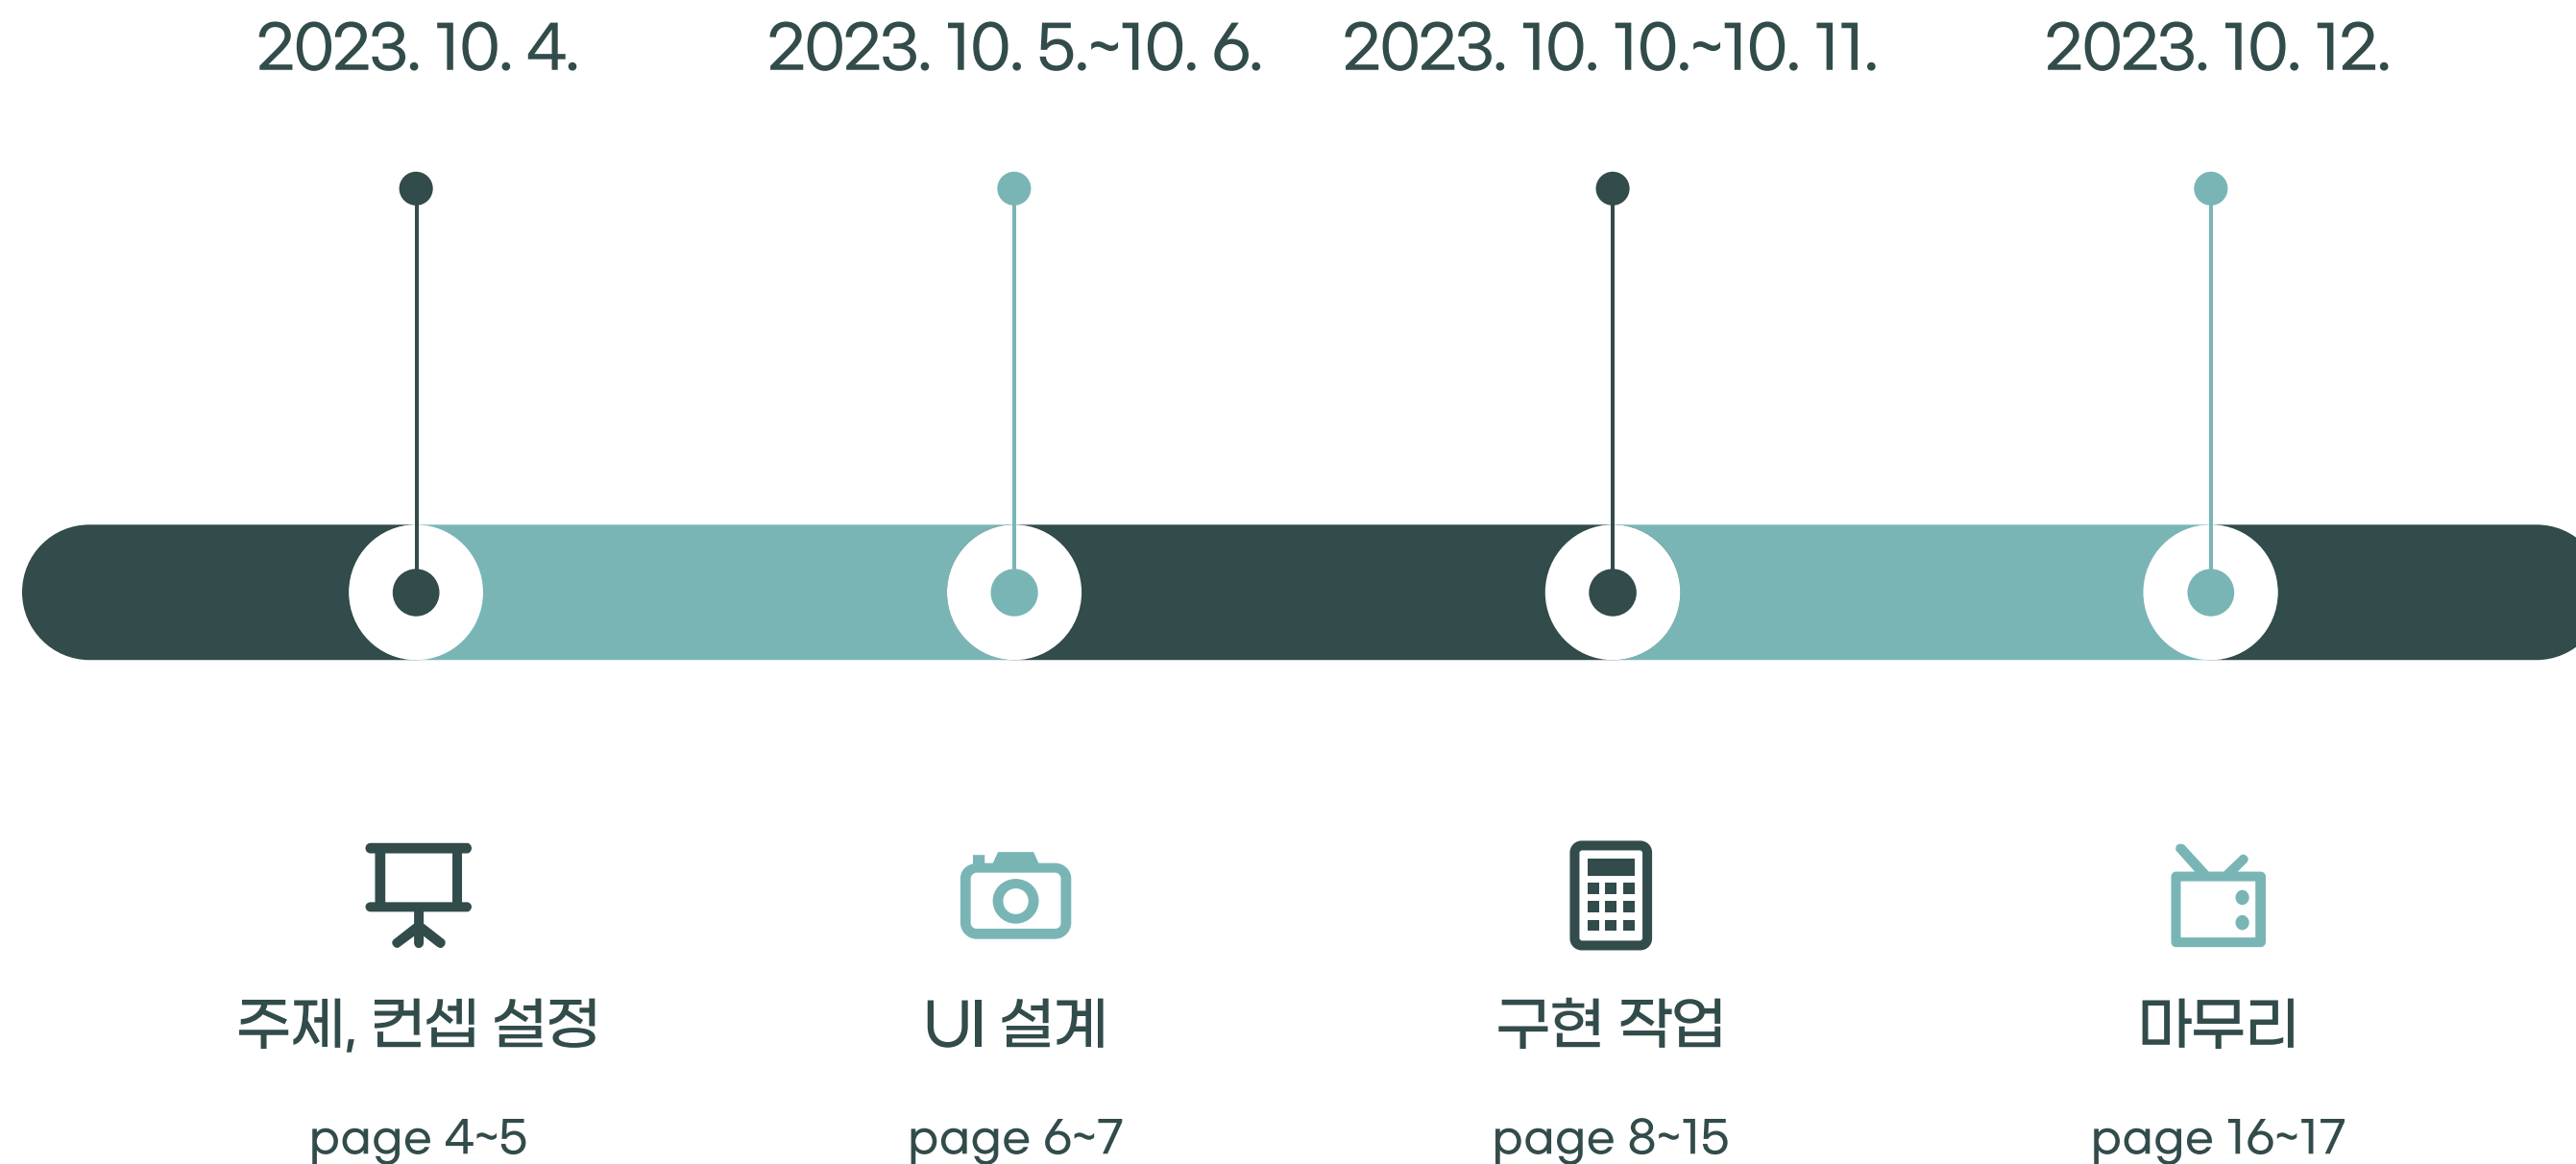 2023. 10. 4.
2023. 10. 5.~10. 6.
2023. 10. 10.~10. 11.
2023. 10. 12.
주제, 컨셉 설정
UI 설계
구현 작업
마무리
page 4~5
page 6~7
page 8~15
page 16~17